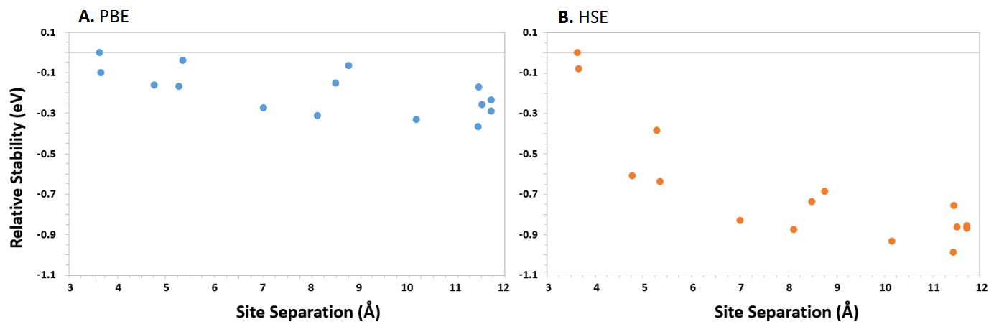 A. PBE
B. HSE
Relative Stability (eV)
0.1
-0.1
-0.3
-0.5
-0.7
-0.9
-1.1
3 4 5 6 7 8 9 10 11 12
Site Separation (Å)
0.1
-0.1
-0.3
-0.5
-0.7
-0.9
-1.1
3 4 5 6 7 8 9 10 11 12
Site Separation (Å)